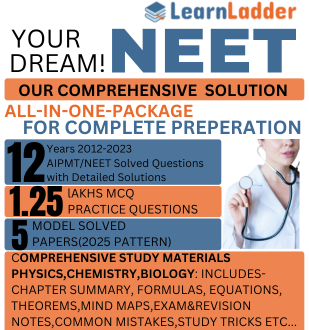 LearnLadder
YOUR
DREAM!
NEET
OUR COMPREHENSIVE SOLUTION
ALL-IN-ONE-PACKAGE
FOR COMPLETE PREPERATION
12
Years 2012-2023
AIPMT/NEET Solved Questions
with Detailed Solutions
1.25
lAKHS MCQ
PRACTICE QUESTIONS
5
MODEL SOLVED
PAPERS(2025 PATTERN)
COMPREHENSIVE STUDY MATERIALS
PHYSICS,CHEMISTRY,BIOLOGY: INCLUDES-
CHAPTER SUMMARY, FORMULAS, EQUATIONS,
THEOREMS,MIND MAPS,EXAM&REVISION
NOTES,COMMON MISTAKES,STUDY TRICKS ETC...